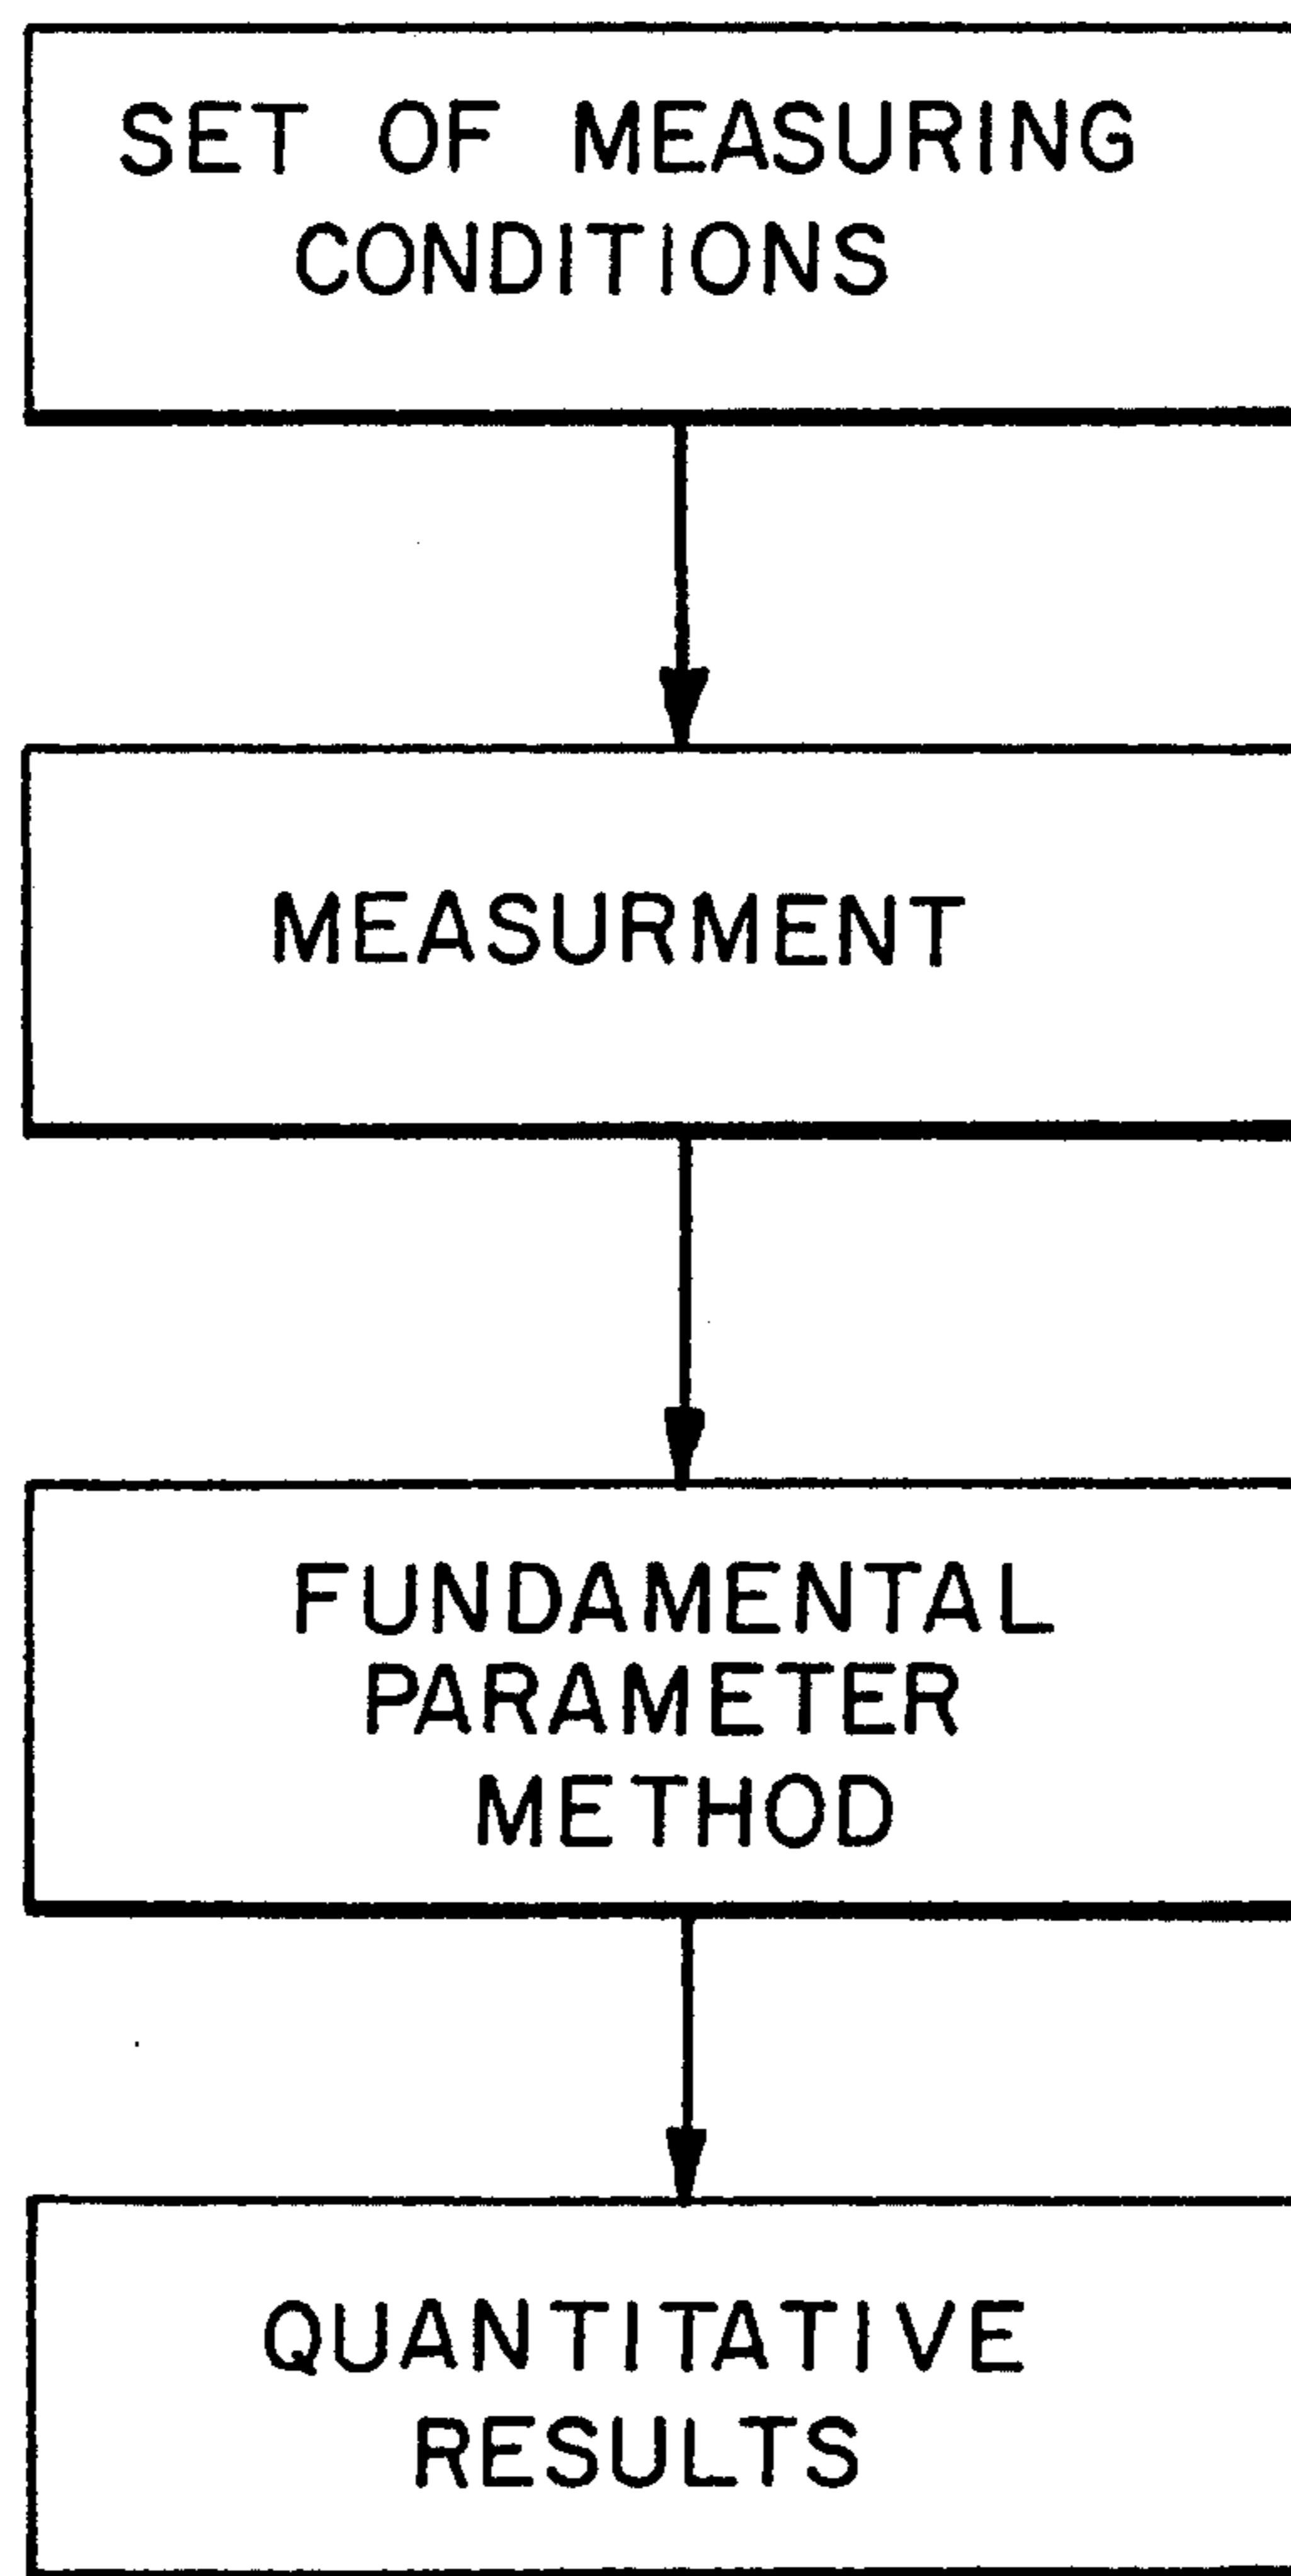 SET OF MEASURING
CONDITIONS
MEASURMENT
FUNDAMENTAL
PARAMETER
METHOD
QUANTITATIVE
RESULTS